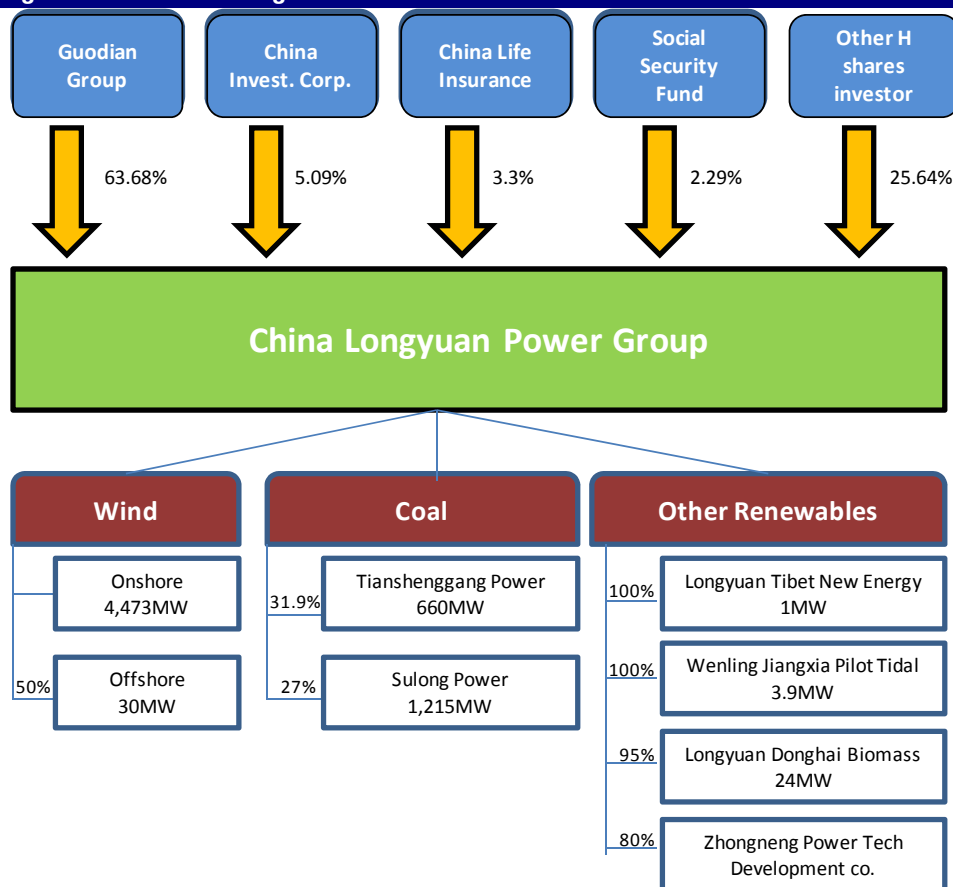 Guodian
Group
China
Invest. Corp.
China Life
Insurance
Social
Security
Fund
Other H
shares
investor
63.68%
5.09%
3.3%
2.29%
25.64%
China Longyuan Power Group
Wind
Coal
Other Renewables
Onshore
4,473MW
50%
Offshore
30MW
31.9%
Tianshenggang Power
660MW
27%
Sulong Power
1,215MW
100%
Longyuan Tibet New Energy
1MW
100%
Wenling Jiangxia Pilot Tidal
3.9MW
95%
Longyuan Donghai Biomass
24MW
80%
Zhongneng Power Tech
Development co.